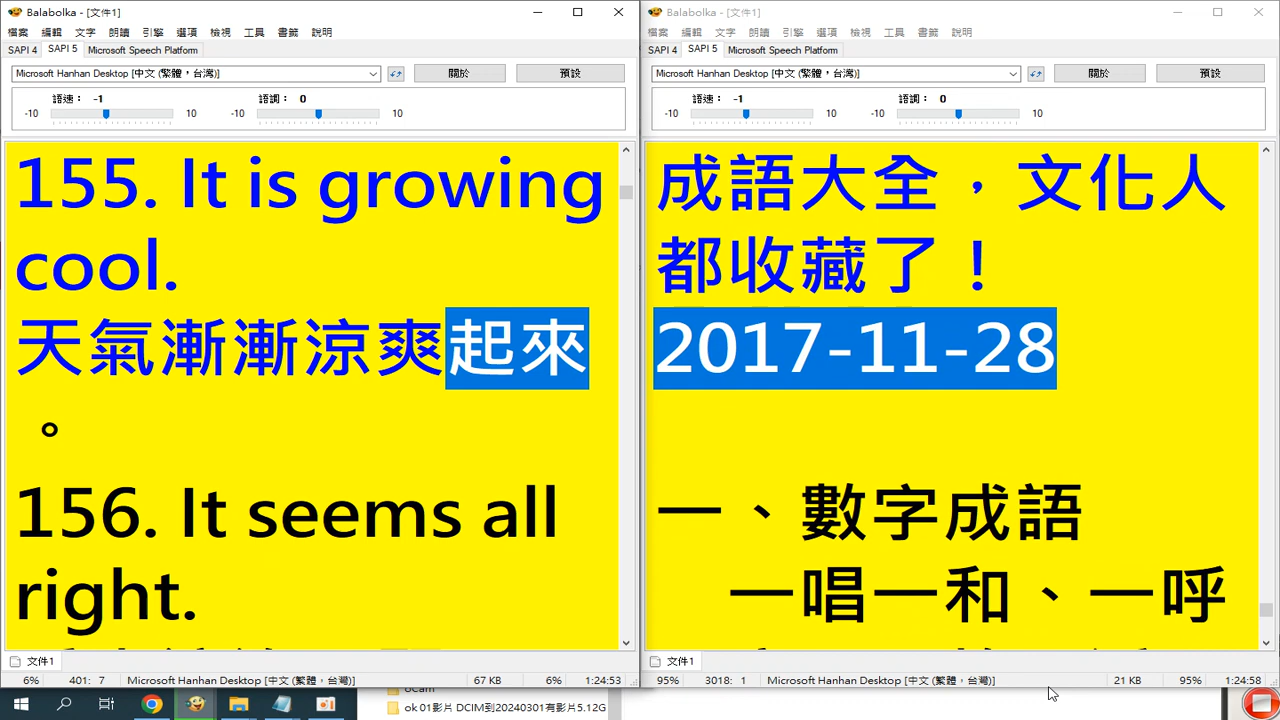 Balabolka - [文件1]
檔案 編輯 文字 朗讀 引擎 選項 檢視 工具 書籤 說明
SAPI 4 SAPI 5 Microsoft Speech Platform
Microsoft Hanhan Desktop [中文 (繁體，台灣)] 關於 預設
語速： -1 語調： 0
-10 10 -10 10
155. It is growing
cool.
天氣漸漸涼爽起來
。
156. It seems all
right.
文件1
6% 401: 7 Microsoft Hanhan Desktop [中文 (繁體，台灣)] 67 KB 6% 1:24:53
Balabolka - [文件1]
檔案 編輯 文字 朗讀 引擎 選項 檢視 工具 書籤 說明
SAPI 4 SAPI 5 Microsoft Speech Platform
Microsoft Hanhan Desktop [中文 (繁體，台灣)] 關於 預設
語速： -1 語調： 0
-10 10 -10 10
成語大全，文化人
都收藏了！
2017-11-28
一、數字成語
一唱一和、一呼
文件1
95% 3018: 1 Microsoft Hanhan Desktop [中文 (繁體，台灣)] 21 KB 95% 1:24:58
oCam
ok 01影片 DCIM到20240301有影片5.12G